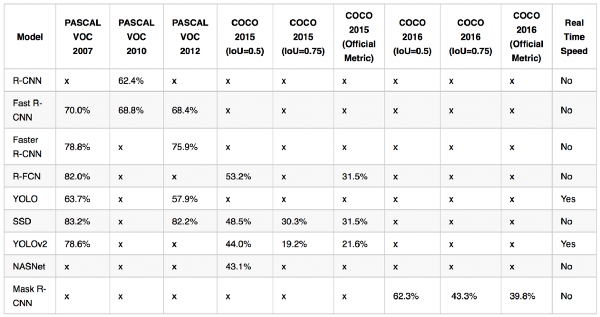 Model PASCAL VOC 2007 PASCAL VOC 2010 PASCAL VOC 2012 COCO 2015 (IoU=0.5) COCO 2015 (IoU=0.75) COCO 2015 (Official Metric) COCO 2016 (IoU=0.5) COCO 2016 (IoU=0.75) COCO 2016 (Official Metric) Real Time Speed
R-CNN x 62.4% x x x x x x x No
Fast R-CNN 70.0% 68.8% 68.4% x x x x x x No
Faster R-CNN 78.8% x 75.9% x x x x x x No
R-FCN 82.0% x x 53.2% x 31.5% x x x No
YOLO 63.7% x 57.9% x x x x x x Yes
SSD 83.2% x 82.2% 48.5% 30.3% 31.5% x x x No
YOLOv2 78.6% x x 44.0% 19.2% 21.6% x x x Yes
NASNet x x x 43.1% x x x x x No
Mask R-CNN x x x x x x 62.3% 43.3% 39.8% No